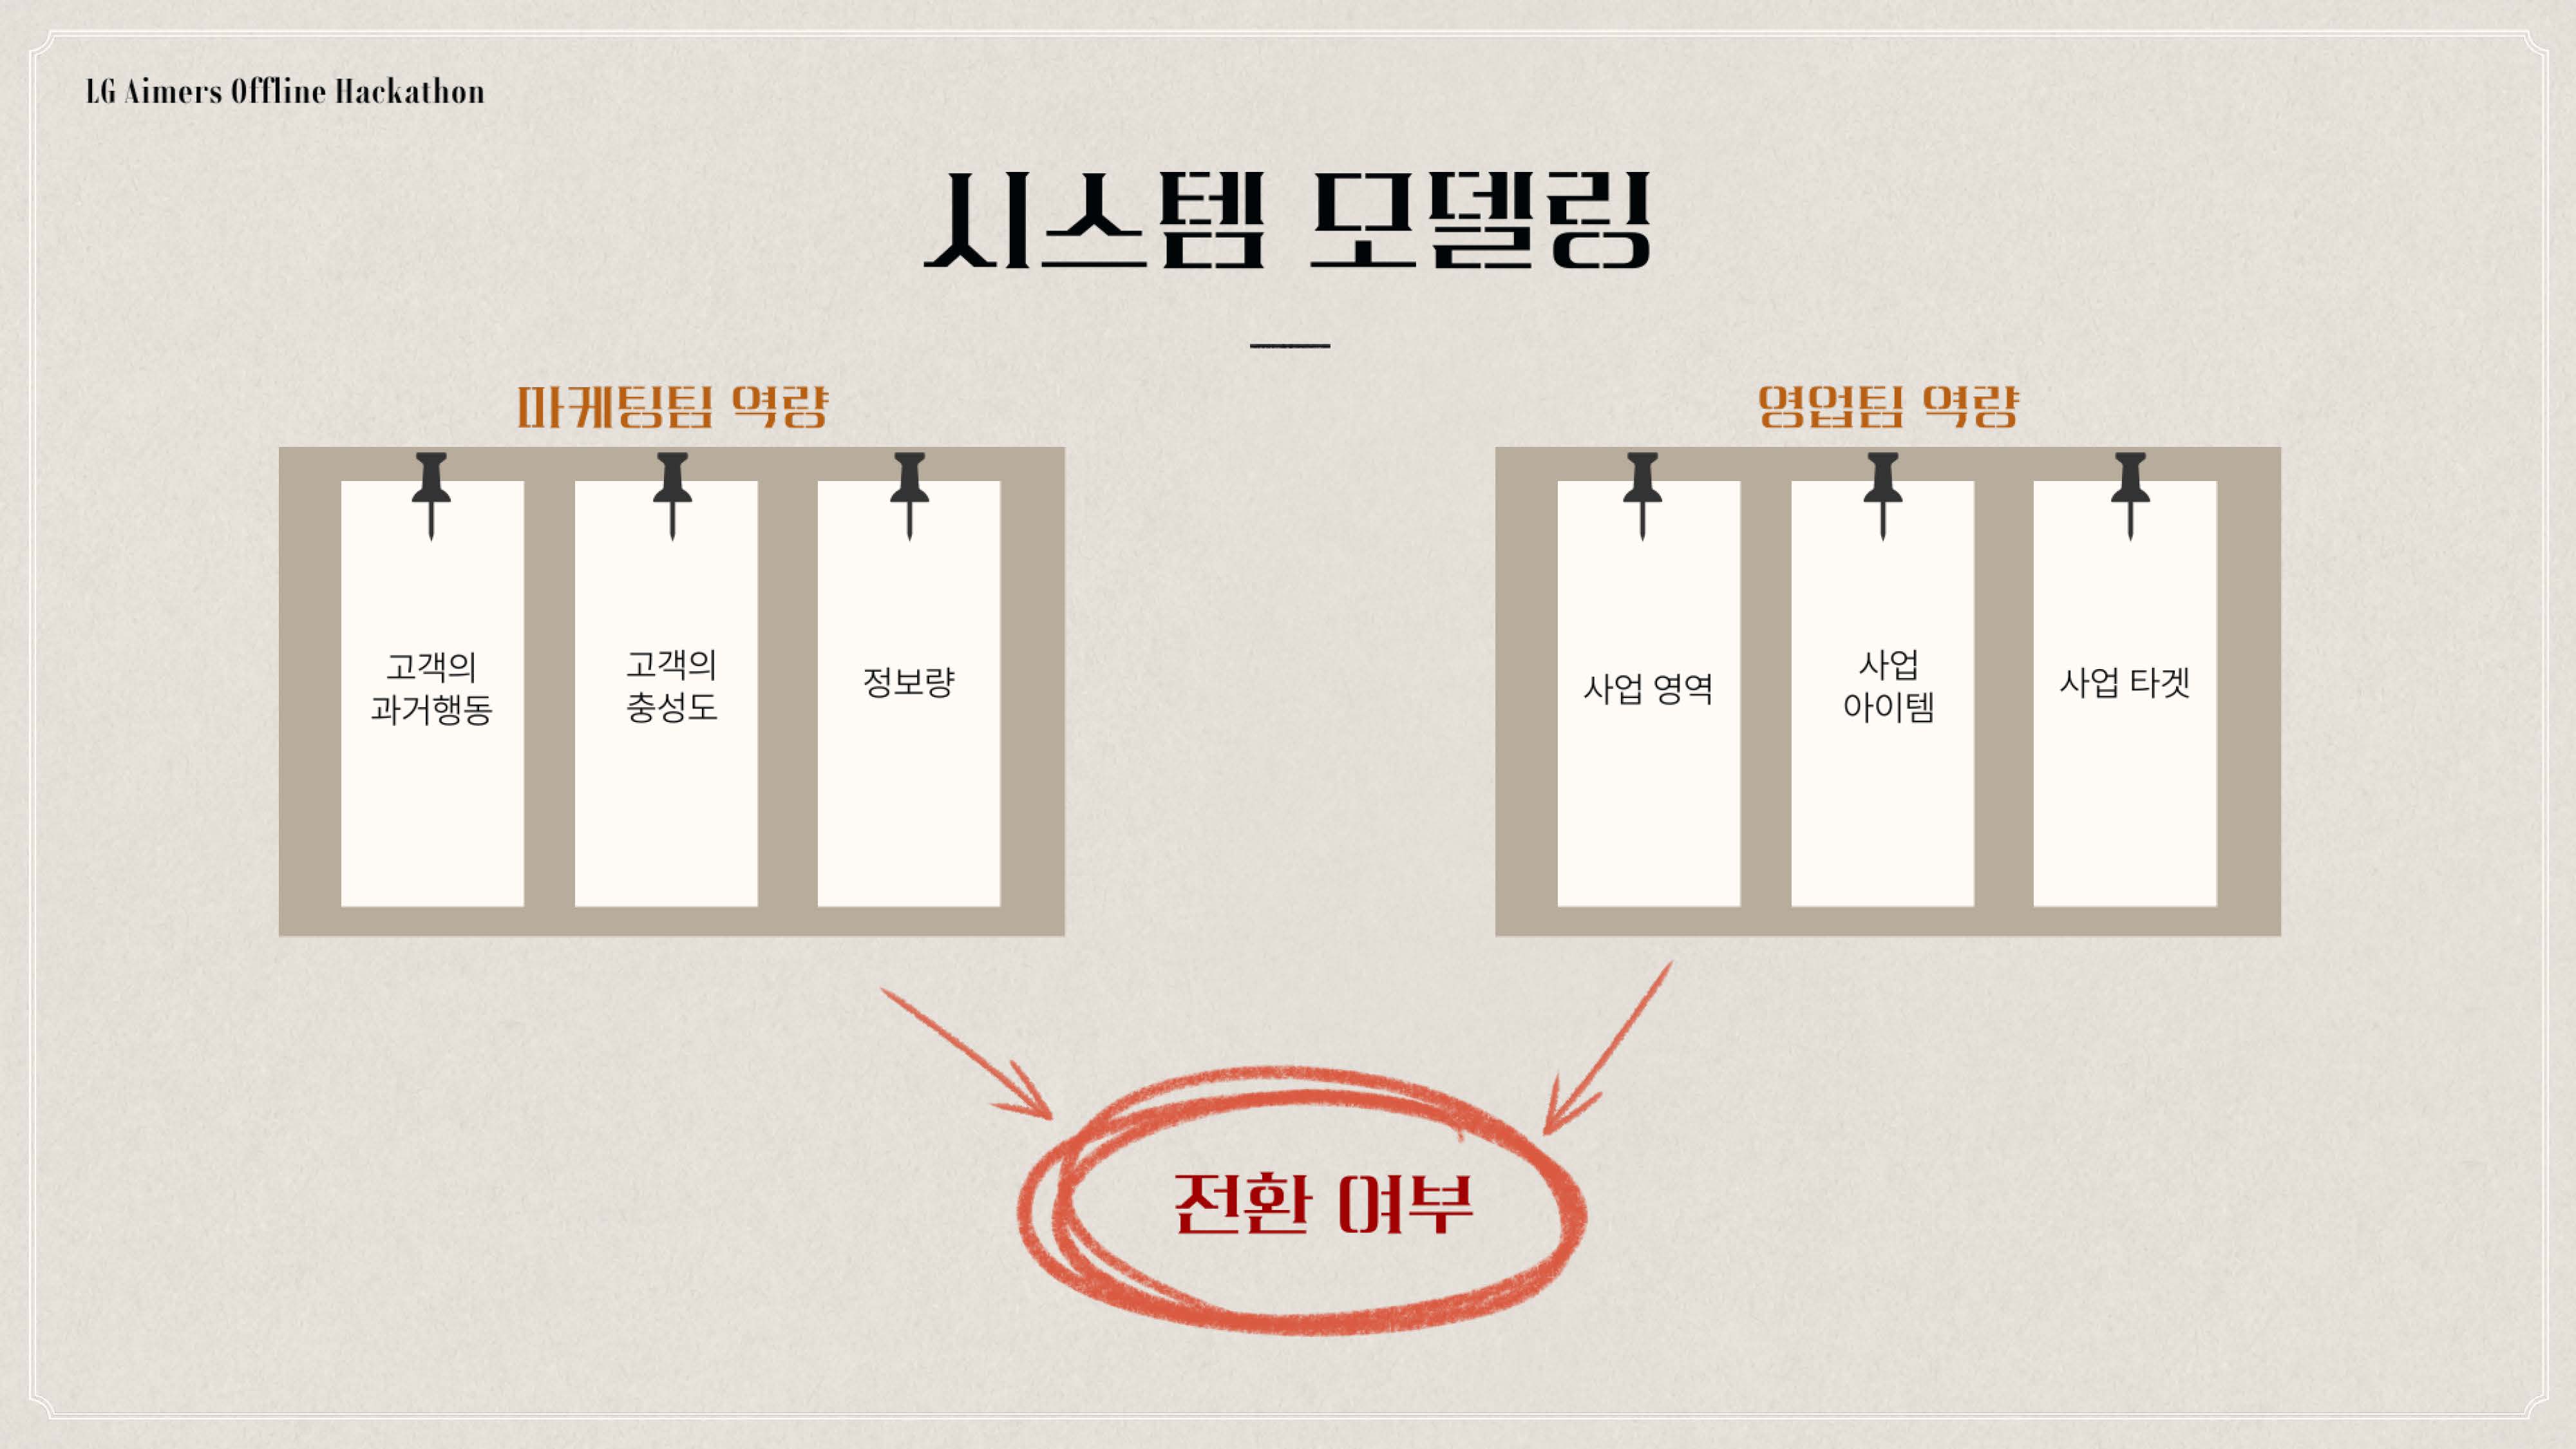 LG Aimers Offline Hackathon
시스템 모델링
마케팅팀 역량
고객의
과거행동
고객의
충성도
정보량
영업팀 역량
사업 영역
사업
아이템
사업 타겟
전환 여부